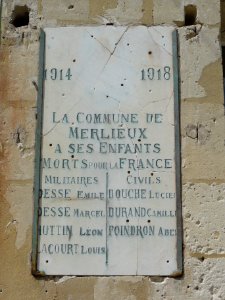 1914 1918
LA COMMUNE DE
MERLIEUX
A SES ENFANTS
MORTS POUR LA FRANCE
MILITAIRES CIVILS
DESSE EMILE DOUCHE LUCIEN
DESSE MARCEL DURAND CAMILLE
HUTTIN LEON POINDRON ABEL
LACOURT LOUIS